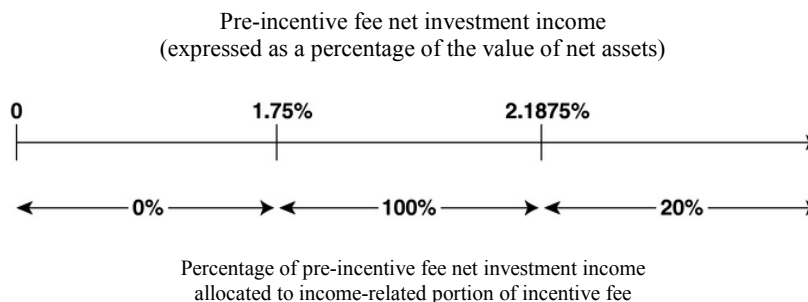 Pre-incentive fee net investment income
(expressed as a percentage of the value of net assets)
0 1.75% 2.1875%
0% 100% 20%
Percentage of pre-incentive fee net investment income
allocated to income-related portion of incentive fee